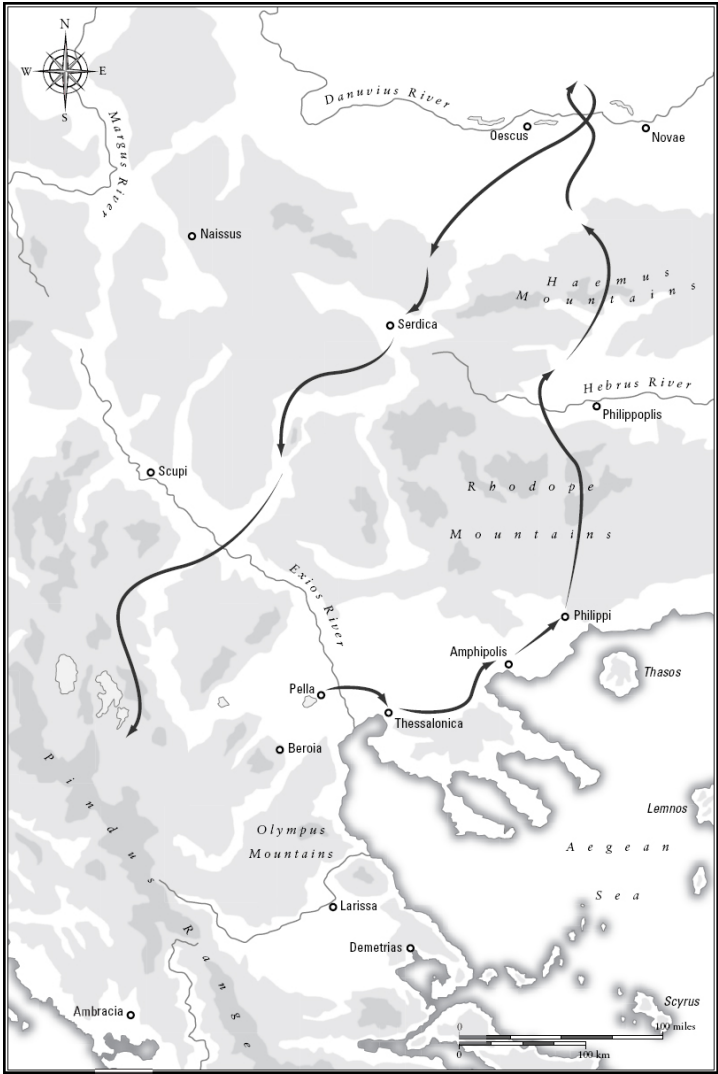 N
W E
S
Danuvius River
Margus River
Oescus
Novae
Naissus
Haemus
Mountains
Serdica
Hebrus River
Philippoplis
Scupi
Rhodope
Mountains
Exios River
Philippi
Amphipolis
Thasos
Pella
Thessalonica
Beroia
Pindus Range
Lemnos
Olympus
Mountains
Aegean
Sea
Larissa
Demetrias
Scyrus
Ambracia
0 100 miles
0 100 km